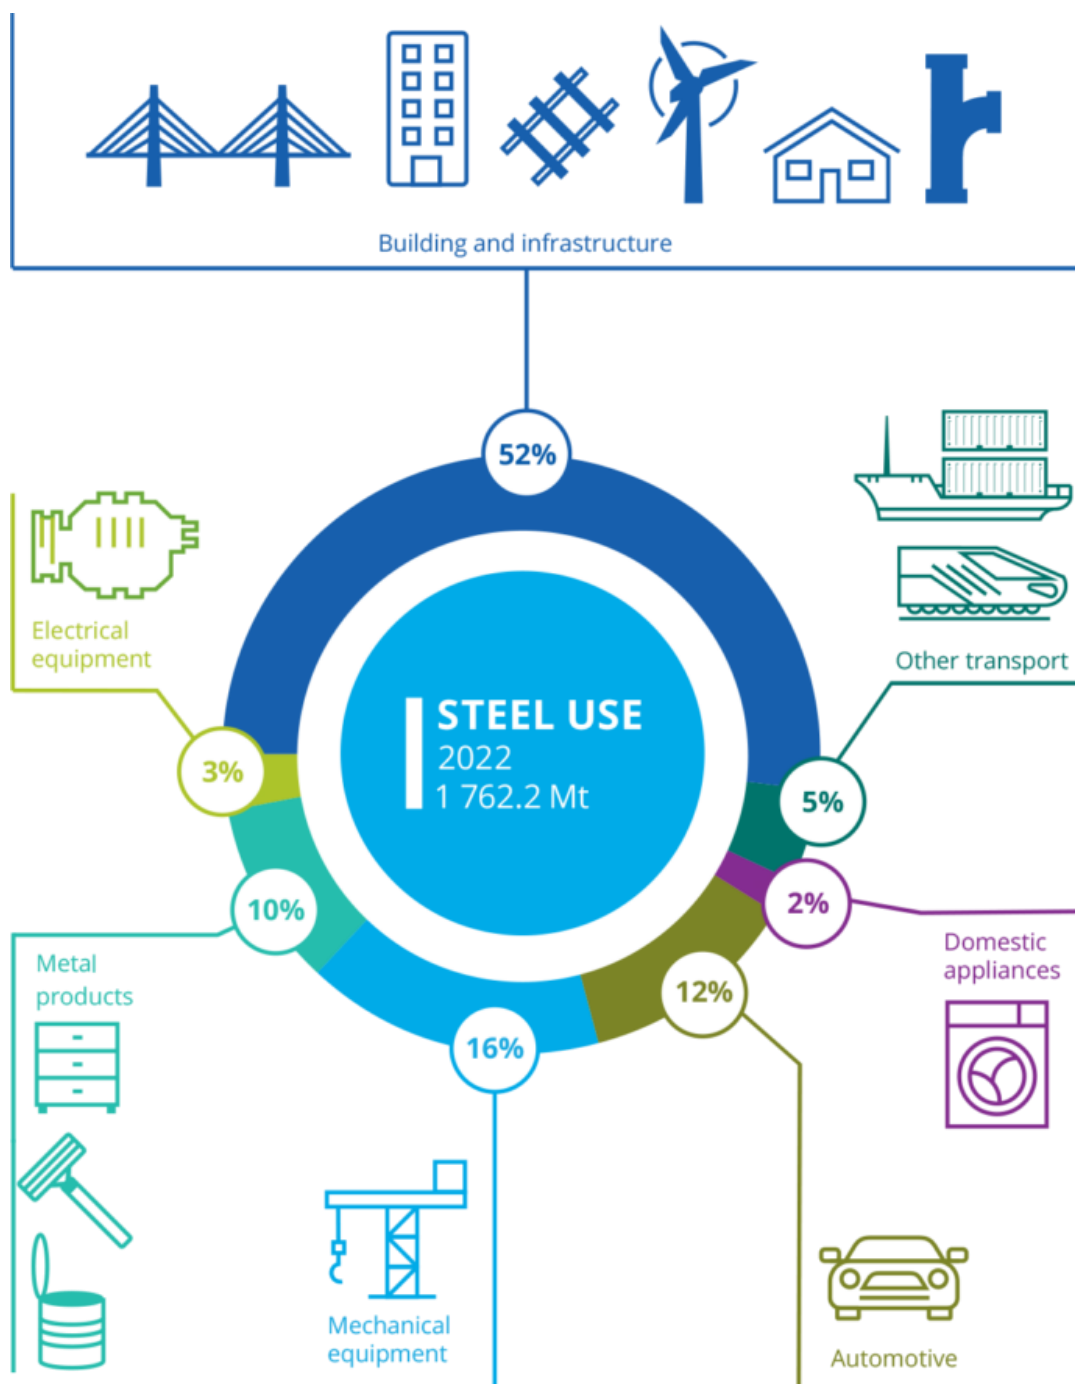 Building and infrastructure
52%
Electrical
equipment
Other transport
STEEL USE
2022
1 762.2 Mt
3%
5%
10%
2%
Metal
products
Domestic
appliances
12%
16%
Mechanical
equipment
Automotive